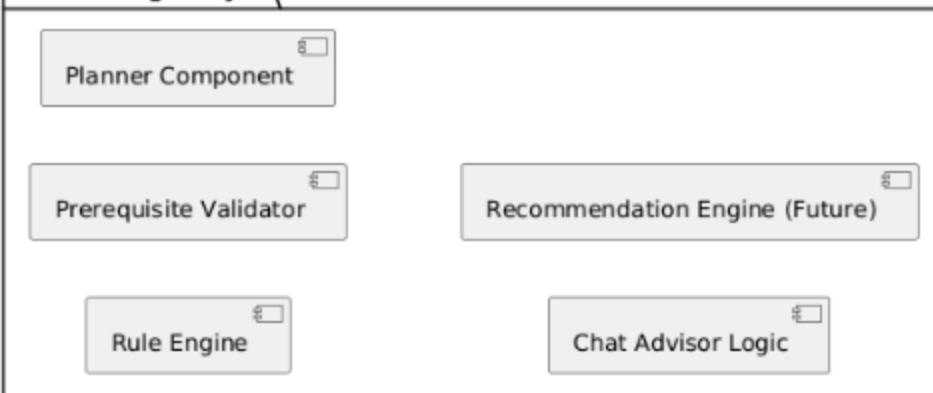 Planner Component
Prerequisite Validator
Recommendation Engine (Future)
Rule Engine
Chat Advisor Logic